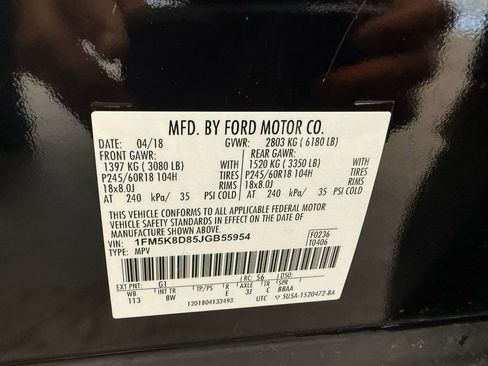 MFD. BY FORD MOTOR CO.
DATE: 04/18 GVWR: 2803 KG ( 6180 LB)
FRONT GAWR: REAR GAWR:
1397 KG ( 3080 LB) 1520 KG ( 3350 LB)
P245/60R18 104H TIRES P245/60R18 104H TIRES
18x8.0J RIMS 18x8.0J RIMS
AT 240 kPa/ 35 PSI COLD AT 240 kPa/ 35 PSI COLD
THIS VEHICLE CONFORMS TO ALL APPLICABLE FEDERAL MOTOR
VEHICLE SAFETY STANDARDS IN EFFECT ON THE DATE OF
MANUFACTURE SHOWN ABOVE.
VIN: 1FM5K8D85JGB55954 F0236
TYPE: MPV T0406
EXT PNT: G1 RC: 56 DSO:
WB INT TR TP/PS R AXLE TR SPR
113 8W E 3J C BBAA
1201804133493 UTC ▽ 5U5A-1520472-BA